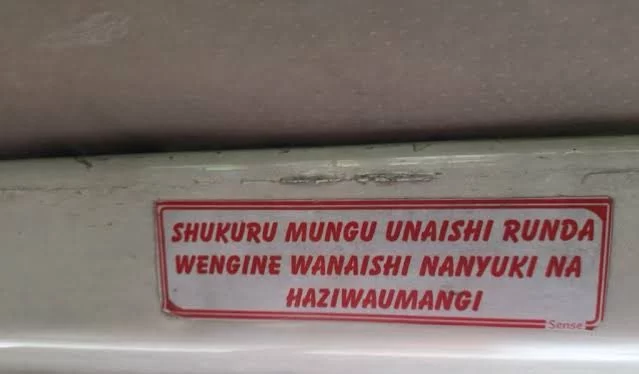 SHUKURU MUNGU UNAISHI RUNDA
WENGINE WANAISHI NANYUKI NA
HAZIWAUMANGI
Sense